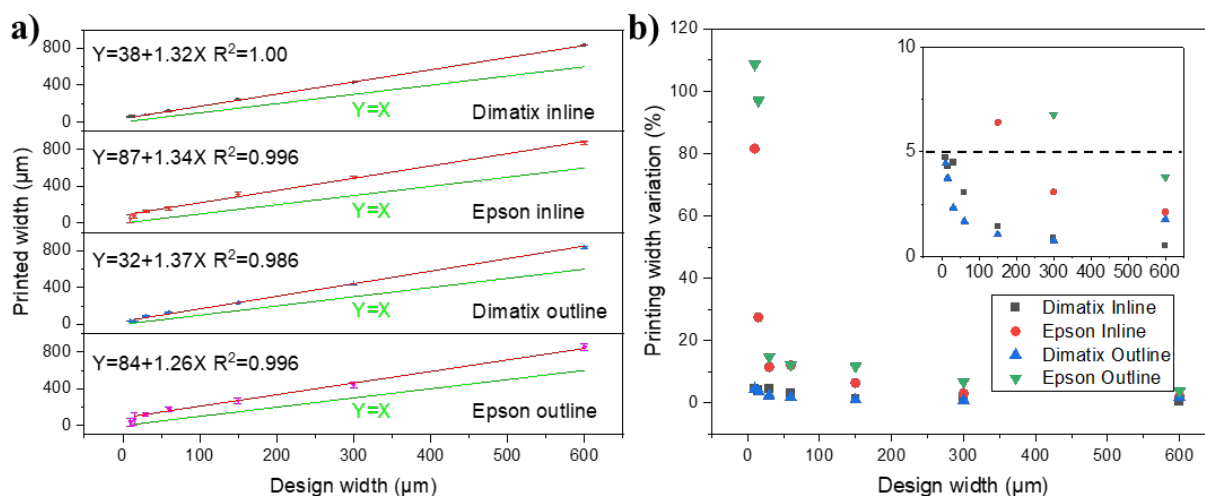 a)
Printed width (μm)
800
400
0
Y=38+1.32X R²=1.00
Y=X
Dimatix inline
800
400
0
Y=87+1.34X R²=0.996
Y=X
Epson inline
800
400
0
Y=32+1.37X R²=0.986
Y=X
Dimatix outline
800
400
0
Y=84+1.26X R²=0.996
Y=X
Epson outline
0 100 200 300 400 500 600
Design width (μm)
b)
Printing width variation (%)
120
100
80
60
40
20
0
10
5
0
0 100 200 300 400 500 600
Dimatix Inline
Epson Inline
Dimatix Outline
Epson Outline
0 100 200 300 400 500 600
Design width (μm)